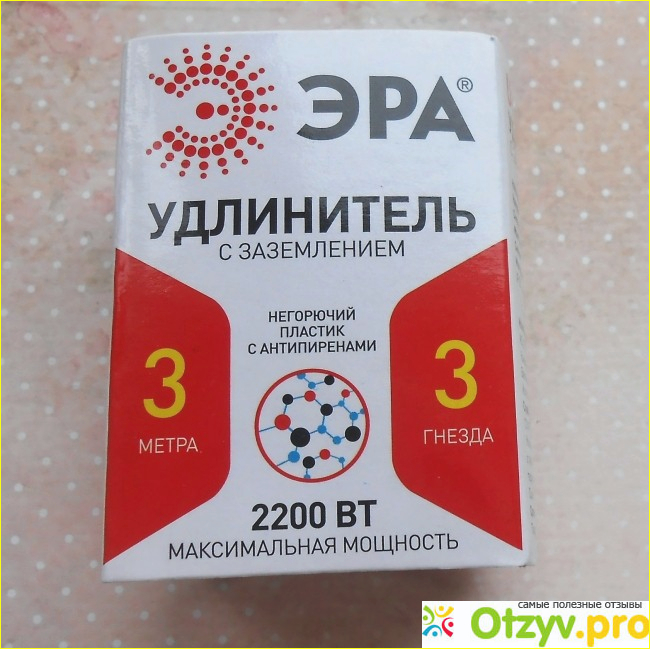 ЭРА®
УДЛИНИТЕЛЬ
С ЗАЗЕМЛЕНИЕМ
НЕГОРЮЧИЙ
ПЛАСТИК
С АНТИПИРЕНАМИ
3
МЕТРА
3
ГНЕЗДА
2200 ВТ
МАКСИМАЛЬНАЯ МОЩНОСТЬ
самые полезные отзывы
Otzyv.pro